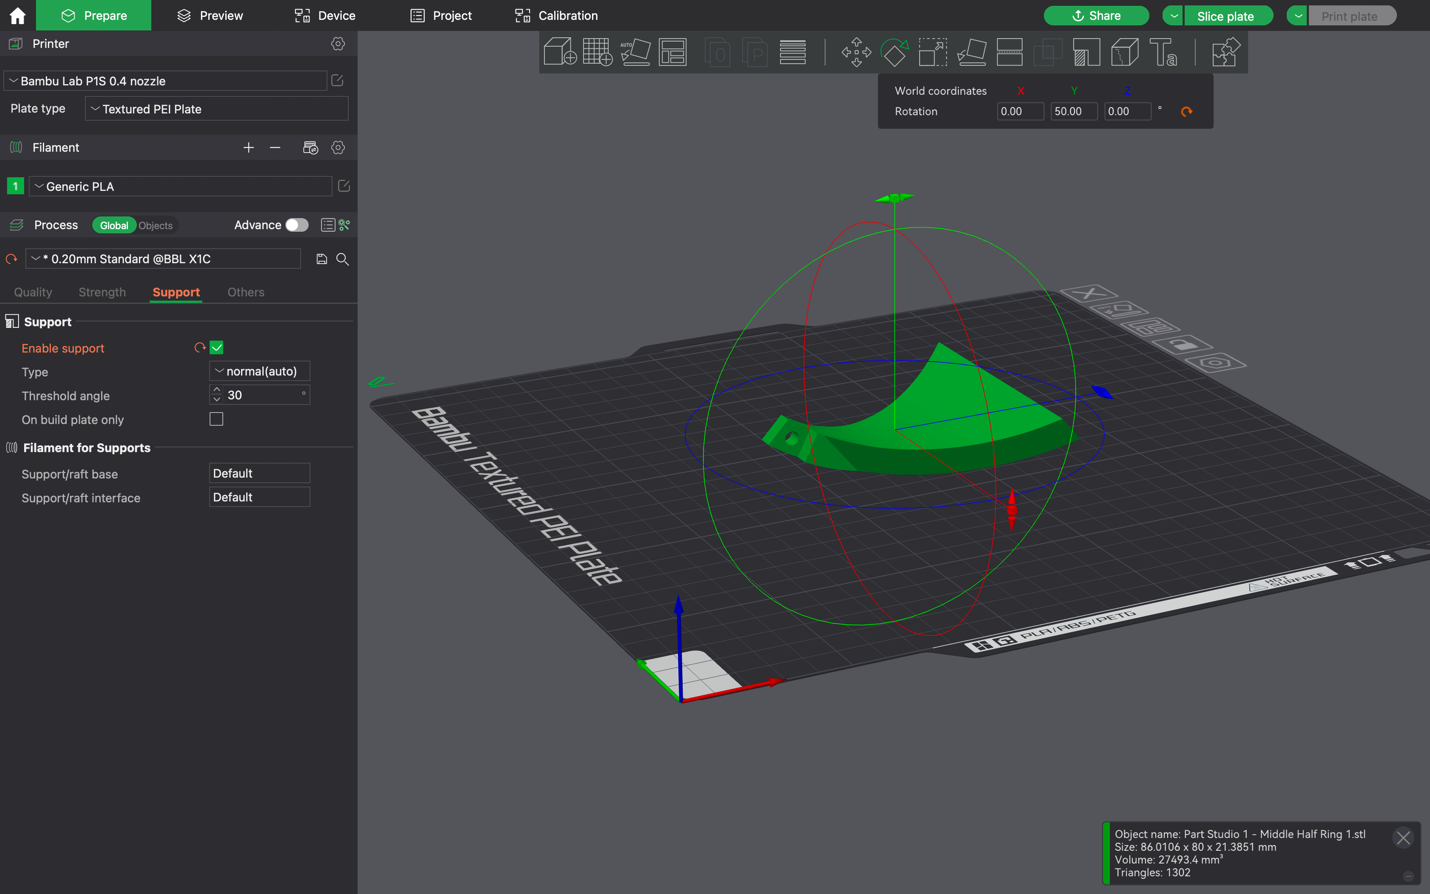 Prepare
Preview
Device
Project
Calibration
Share
Slice plate
Print plate
Printer
Bambu Lab P1S 0.4 nozzle
Plate type
Textured PEI Plate
Filament
1
Generic PLA
Process
Global
Objects
Advance
* 0.20mm Standard @BBL X1C
Quality
Strength
Support
Others
Support
Enable support
Type
normal(auto)
Threshold angle
30
°
On build plate only
Filament for Supports
Support/raft base
Default
Support/raft interface
Default
AUTO
0
P
Ta
World coordinates
X
Y
Z
Rotation
0.00
50.00
0.00
°
Bambu Textured PEI Plate
PLA/ABS/PETG
HOT
SURFACE
Object name: Part Studio 1 - Middle Half Ring 1.stl
Size: 86.0106 x 80 x 21.3851 mm
Volume: 27493.4 mm³
Triangles: 1302